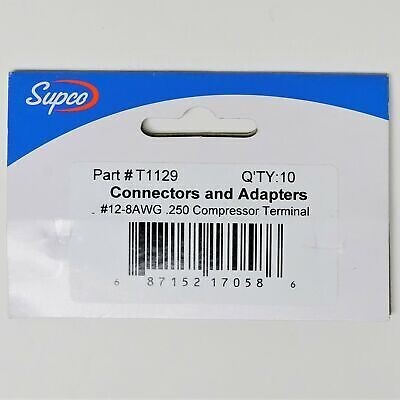 Supco
Part # T1129 Q'TY:10
Connectors and Adapters
#12-8AWG .250 Compressor Terminal
6 87152 17058 6